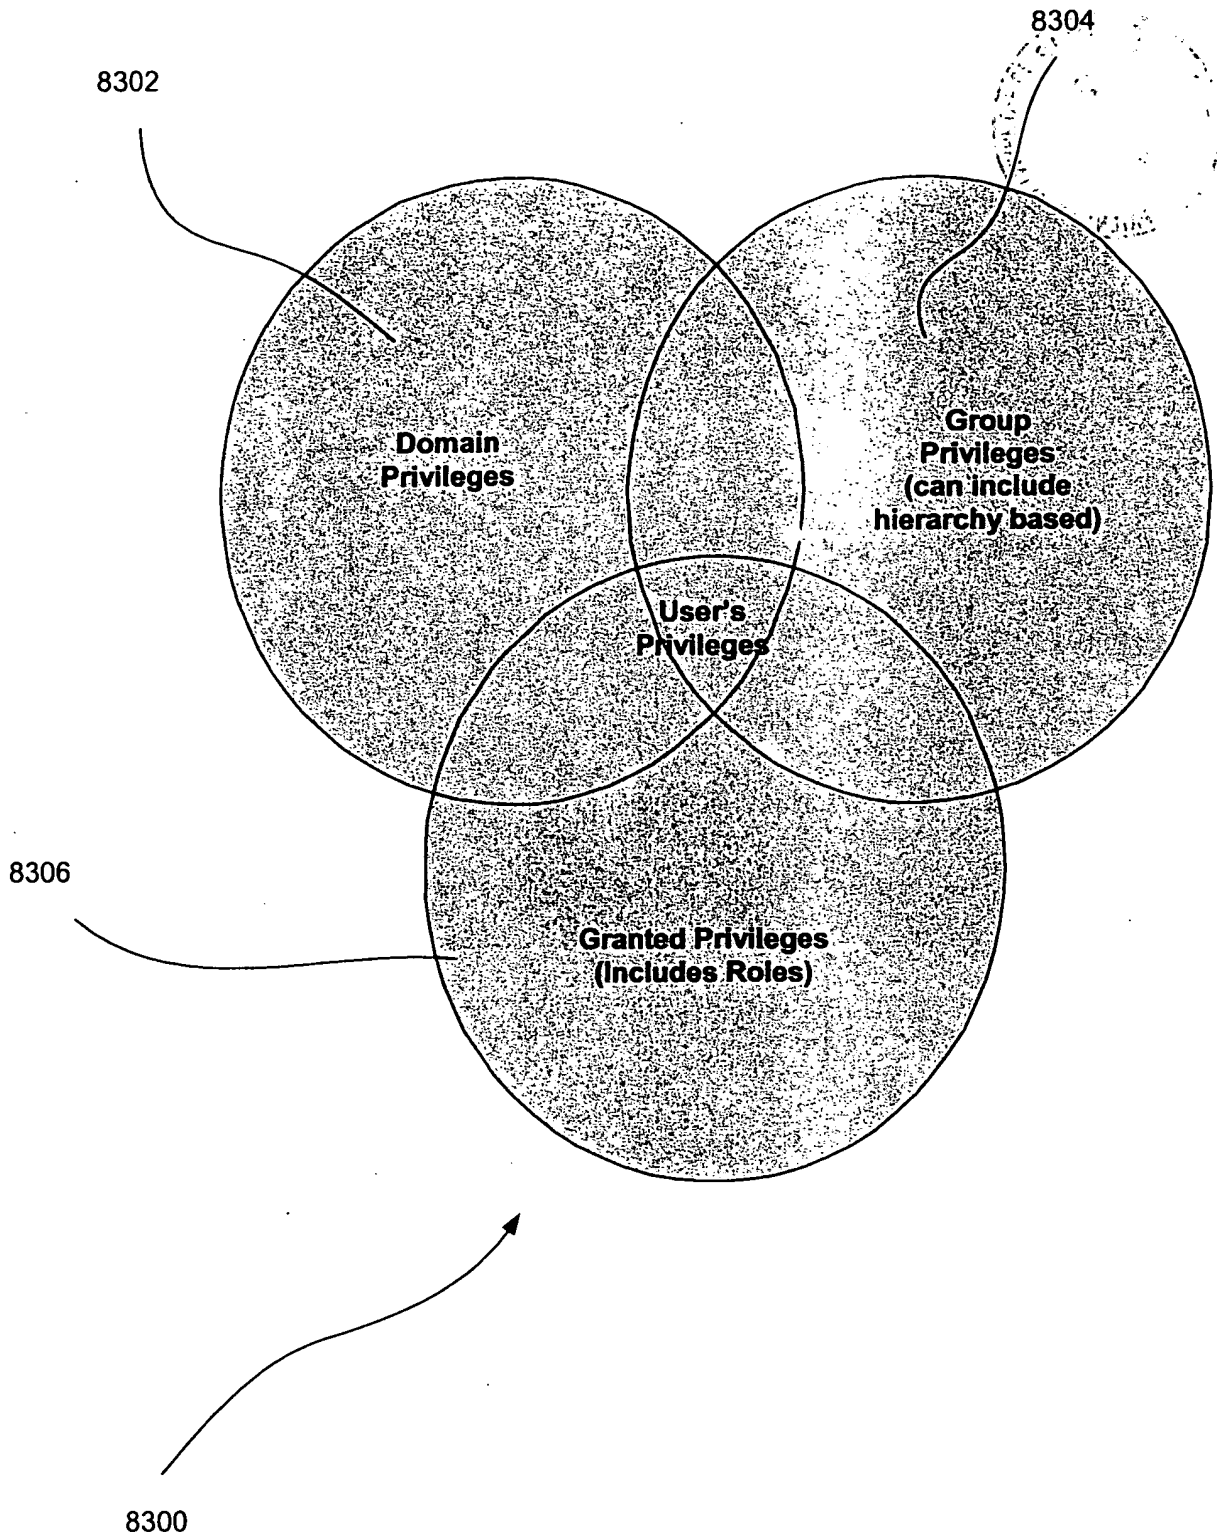 8304
8302
Domain
Privileges
Group
Privileges
(can include
hierarchy based)
User's
Privileges
8306
Granted Privileges
(Includes Roles)
8300